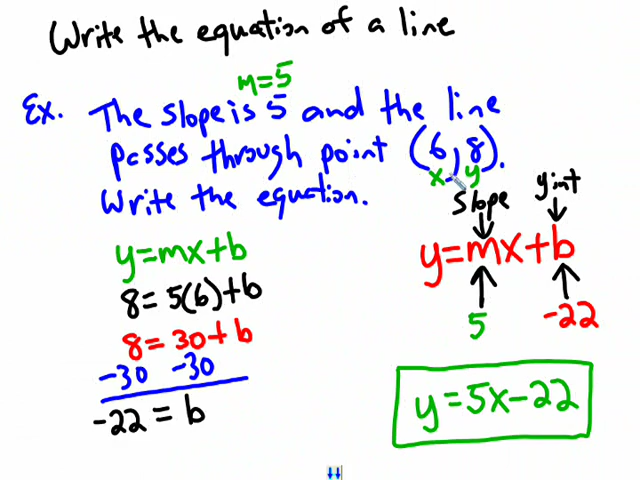 Write the equation of a line
m=5
Ex. The slope is 5 and the line
passes through point (6,8).
x y
Write the equation.
y=mx+b
8=5(6)+b
8=30+b
-30 -30
-22=b
slope yint
y=mx+b
5 -22
y=5x-22